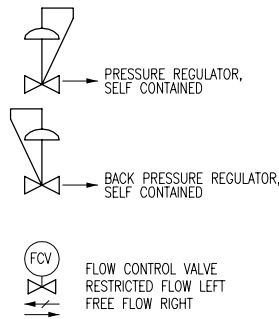 PRESSURE REGULATOR,
SELF CONTAINED
BACK PRESSURE REGULATOR,
SELF CONTAINED
FCV
FLOW CONTROL VALVE
RESTRICTED FLOW LEFT
FREE FLOW RIGHT